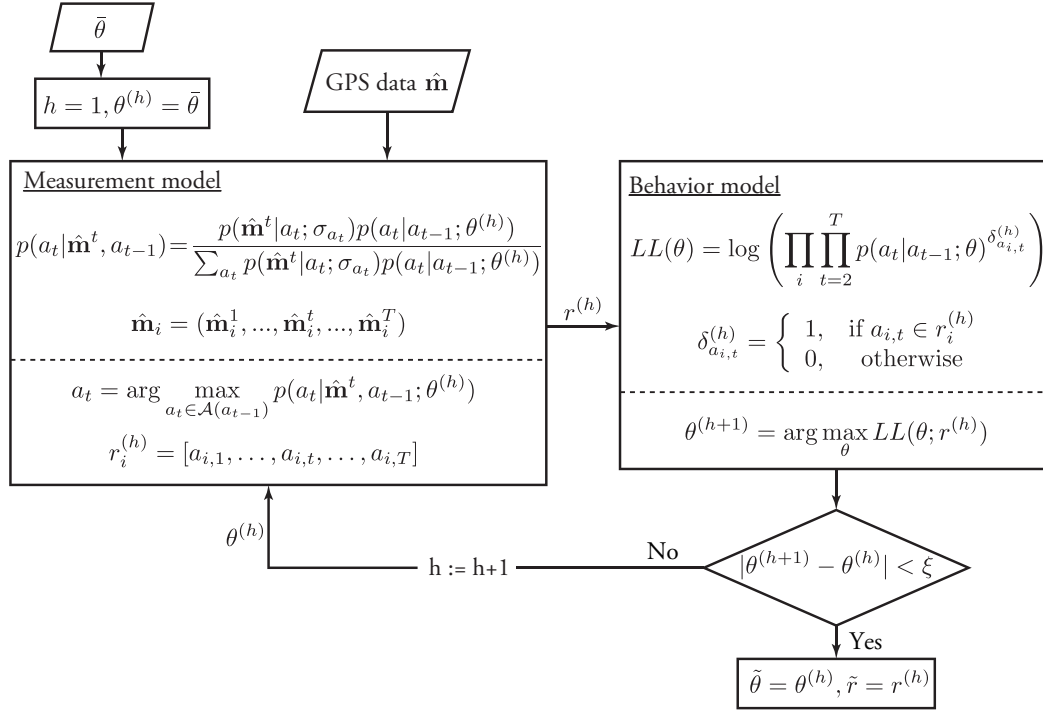 θ̄
h = 1, θ^{(h)} = θ̄
GPS data m̂
Measurement model
p(a_t|m̂^t, a_{t−1}) = \frac{p(m̂^t|a_t; σ_{a_t})p(a_t|a_{t−1}; θ^{(h)})}{∑_{a_t} p(m̂^t|a_t; σ_{a_t})p(a_t|a_{t−1}; θ^{(h)})}
m̂_i = (m̂_i^1, ..., m̂_i^t, ..., m̂_i^T)
a_t = arg max_{a_t∈𝒜(a_{t−1})} p(a_t|m̂^t, a_{t−1}; θ^{(h)})
r_i^{(h)} = [a_{i,1}, . . . , a_{i,t}, . . . , a_{i,T}]
r^{(h)}
Behavior model
LL(θ) = log (∏_i ∏_{t=2}^T p(a_t|a_{t−1}; θ)^{δ_{a_{i,t}}^{(h)}})
δ_{a_{i,t}}^{(h)} = { 1, if a_{i,t} ∈ r_i^{(h)}
0, otherwise
θ^{(h+1)} = arg max_θ LL(θ; r^{(h)})
|θ^{(h+1)} − θ^{(h)}| < ξ
No
h := h+1
θ^{(h)}
Yes
θ̃ = θ^{(h)}, r̃ = r^{(h)}